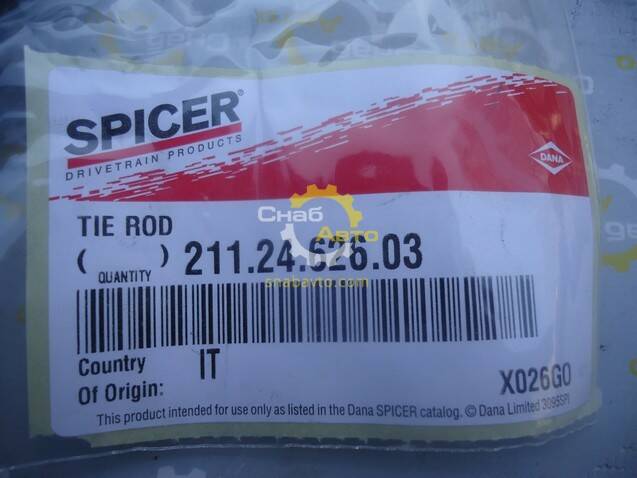 SPICER®
DRIVETRAIN PRODUCTS
DANA
TIE ROD
Снаб
Авто
( ) 211.24.626.03
QUANTITY
snabavto.com
Country
Of Origin:
IT
X026GO
This product intended for use only as listed in the Dana SPICER catalog. © Dana Limited 3095SPI